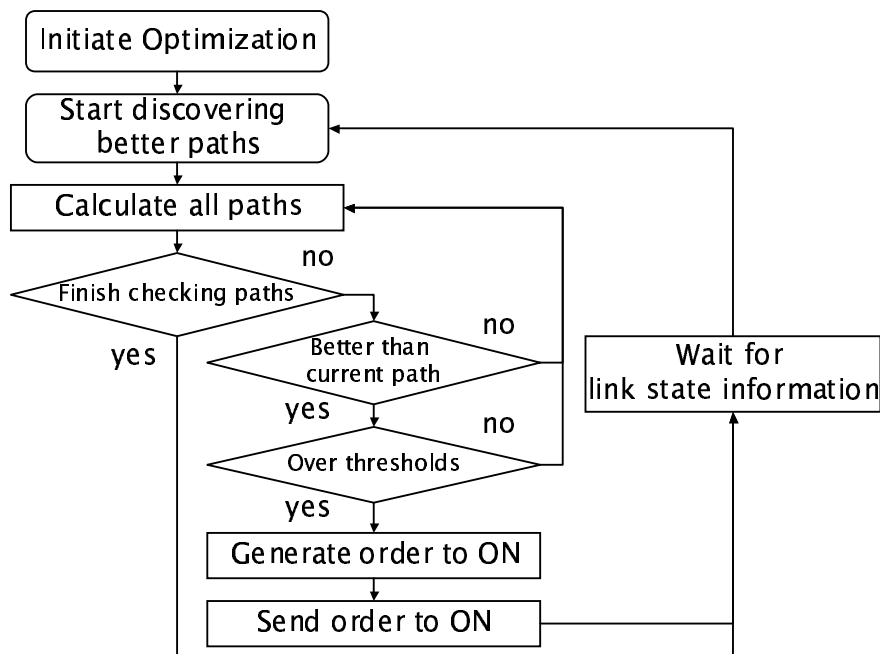 Initiate Optimization
Start discovering
better paths
Calculate all paths
no
Finish checking paths
yes
no
Better than
current path
yes
no
Over thresholds
yes
Generate order to ON
Send order to ON
Wait for
link state information